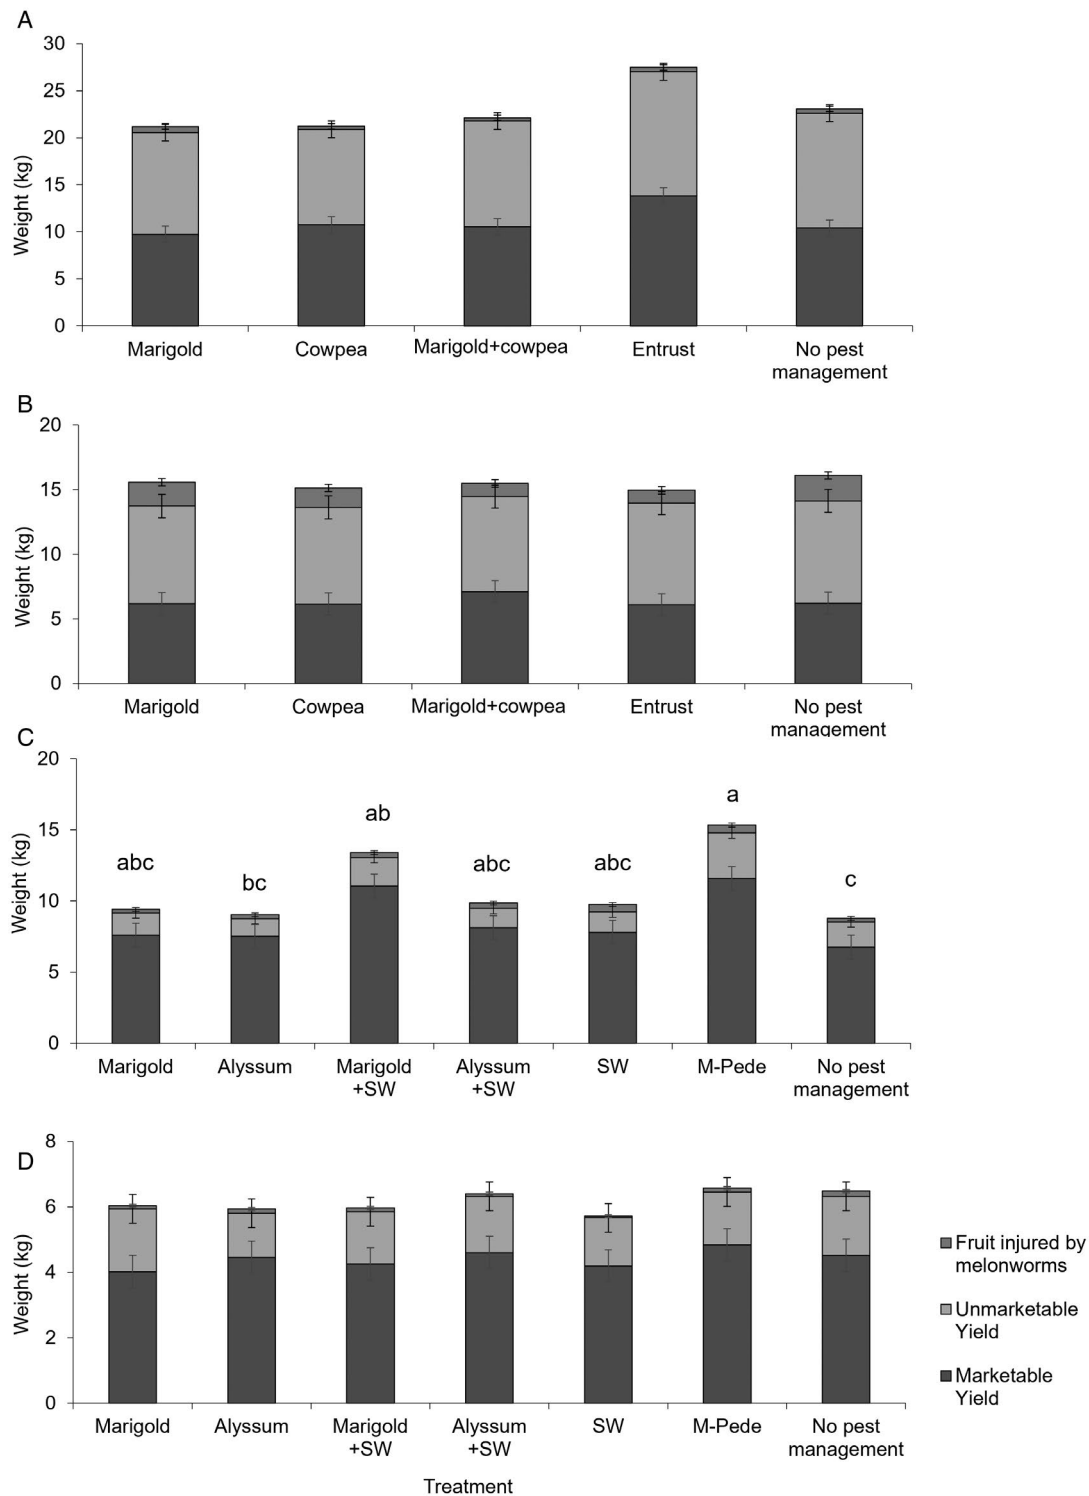 A
30
25
20
15
10
5
0
Weight (kg)
Marigold
Cowpea
Marigold+cowpea
Entrust
No pest
management
B
20
15
10
5
0
Weight (kg)
Marigold
Cowpea
Marigold+cowpea
Entrust
No pest
management
C
20
15
10
5
0
Weight (kg)
abc
bc
ab
abc
abc
a
c
Marigold
Alyssum
Marigold
+SW
Alyssum
+SW
SW
M-Pede
No pest
management
D
8
6
4
2
0
Weight (kg)
Marigold
Alyssum
Marigold
+SW
Alyssum
+SW
SW
M-Pede
No pest
management
Treatment
Fruit injured by
melonworms
Unmarketable
Yield
Marketable
Yield